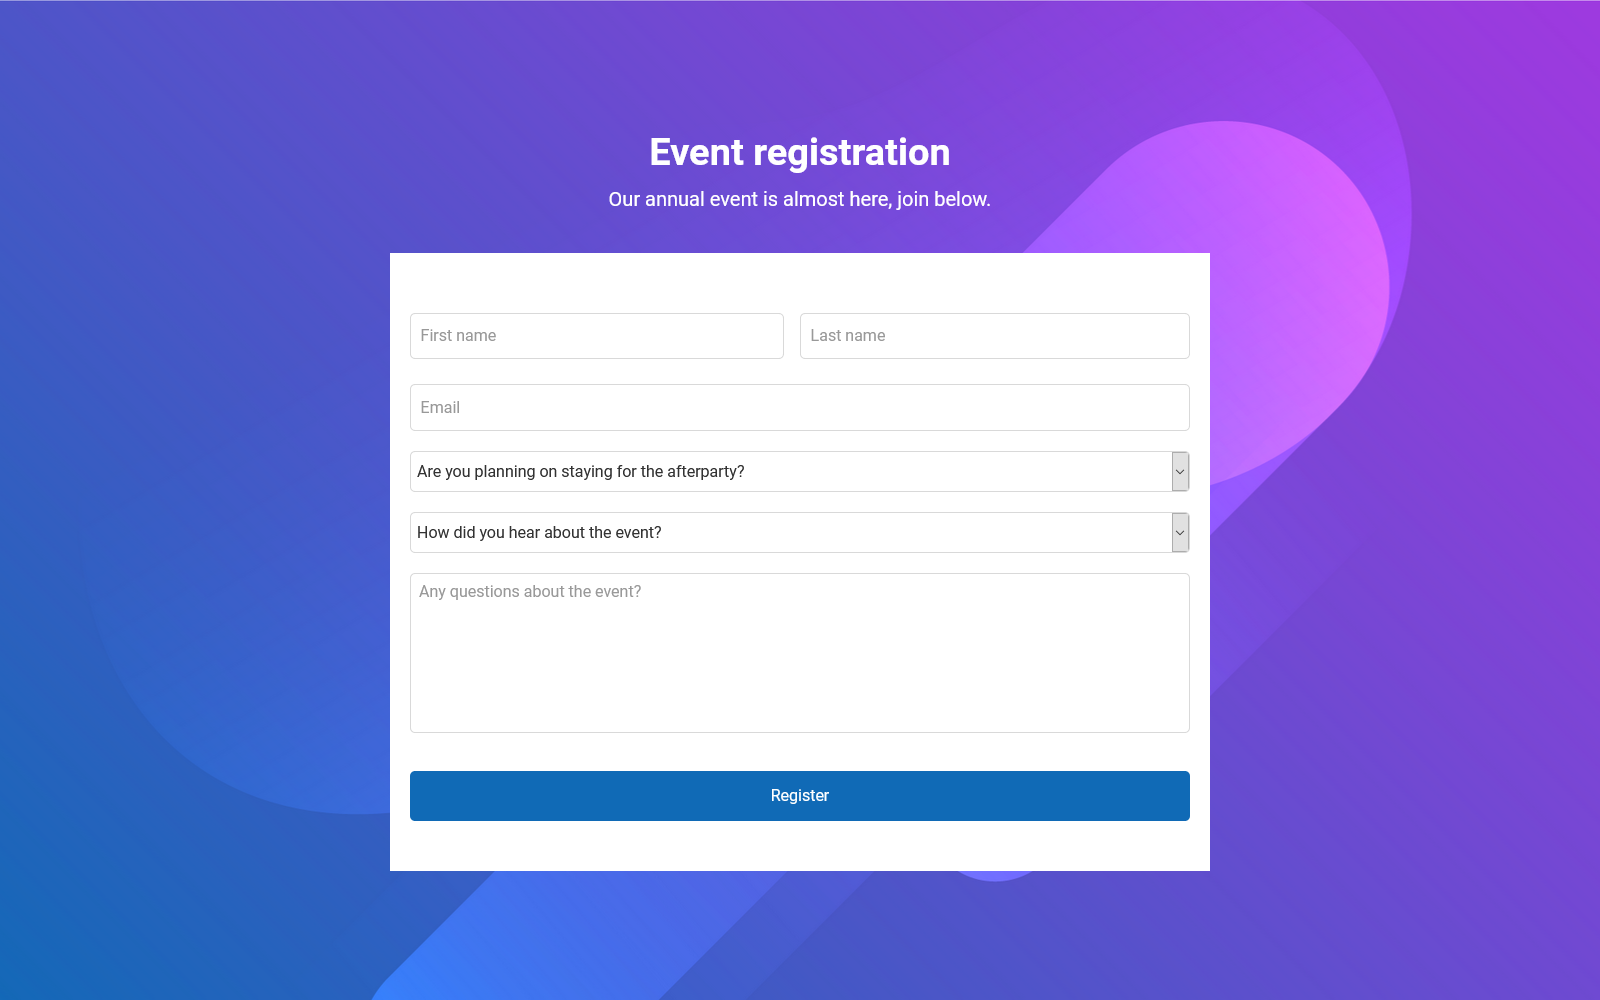 Event registration
Our annual event is almost here, join below.
First name
Last name
Email
Are you planning on staying for the afterparty?
How did you hear about the event?
Any questions about the event?
Register